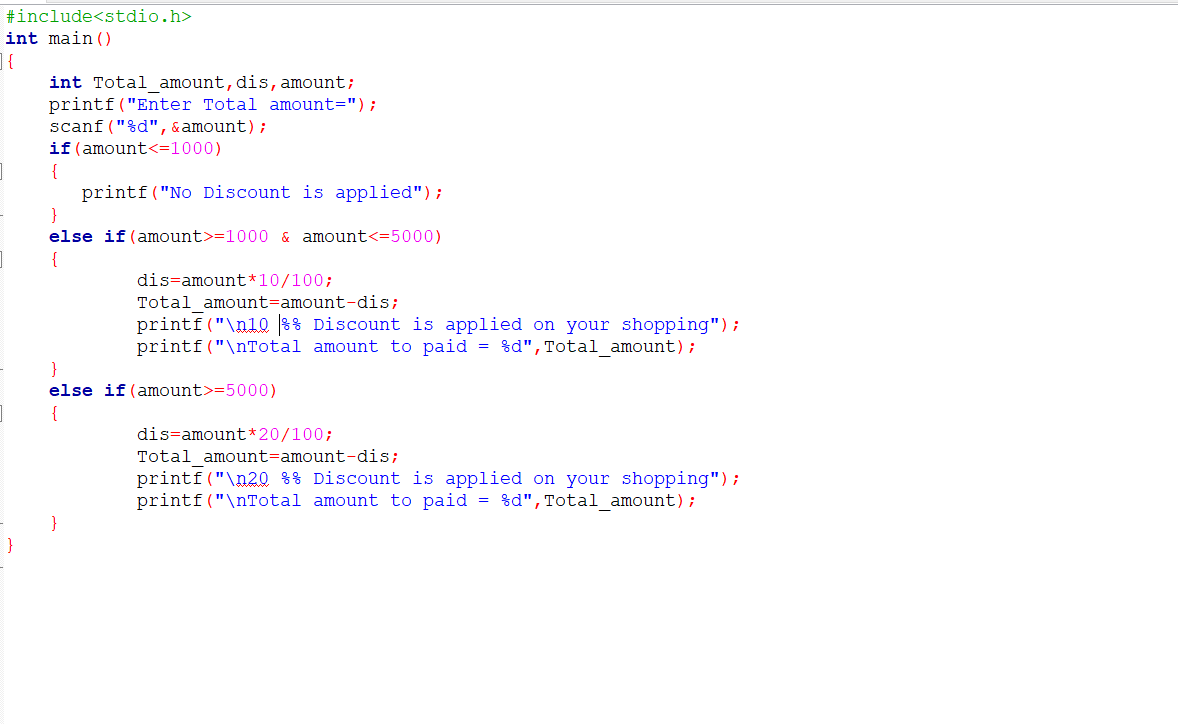 #include<stdio.h>
int main()
{
    int Total_amount,dis,amount;
    printf("Enter Total amount=");
    scanf("%d",&amount);
    if(amount<=1000)
    {
       printf("No Discount is applied");
    }
    else if(amount>=1000 & amount<=5000)
    {
            dis=amount*10/100;
            Total_amount=amount-dis;
            printf("\n10 %% Discount is applied on your shopping");
            printf("\nTotal amount to paid = %d",Total_amount);
    }
    else if(amount>=5000)
    {
            dis=amount*20/100;
            Total_amount=amount-dis;
            printf("\n20 %% Discount is applied on your shopping");
            printf("\nTotal amount to paid = %d",Total_amount);
    }
}